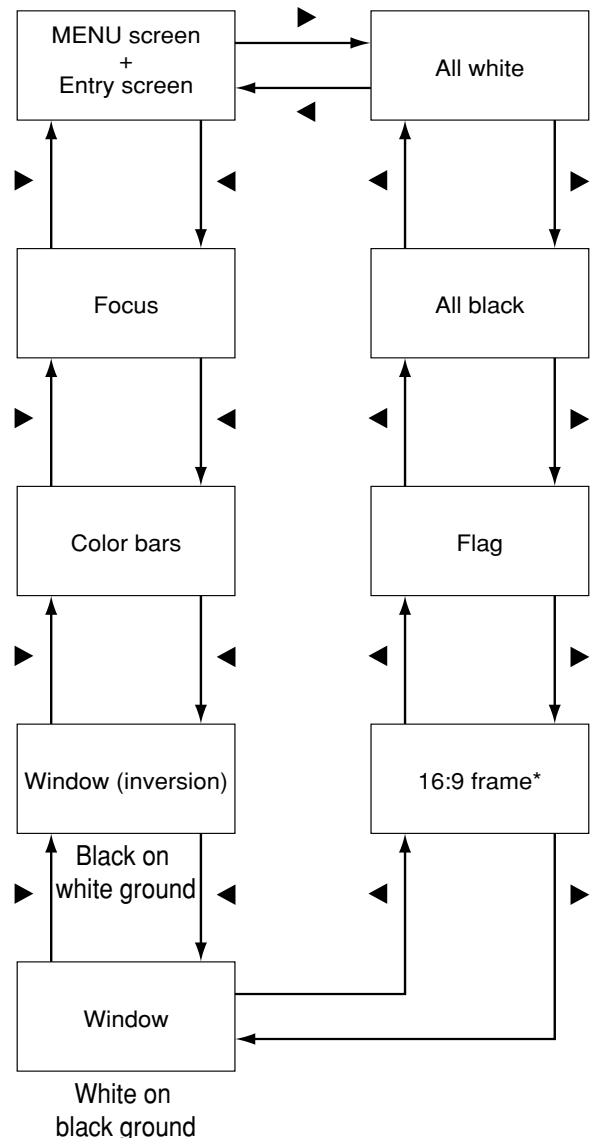 MENU screen
+
Entry screen
All white
Focus
All black
Color bars
Flag
Window (inversion)
16:9 frame*
Black on
white ground
Window
White on
black ground